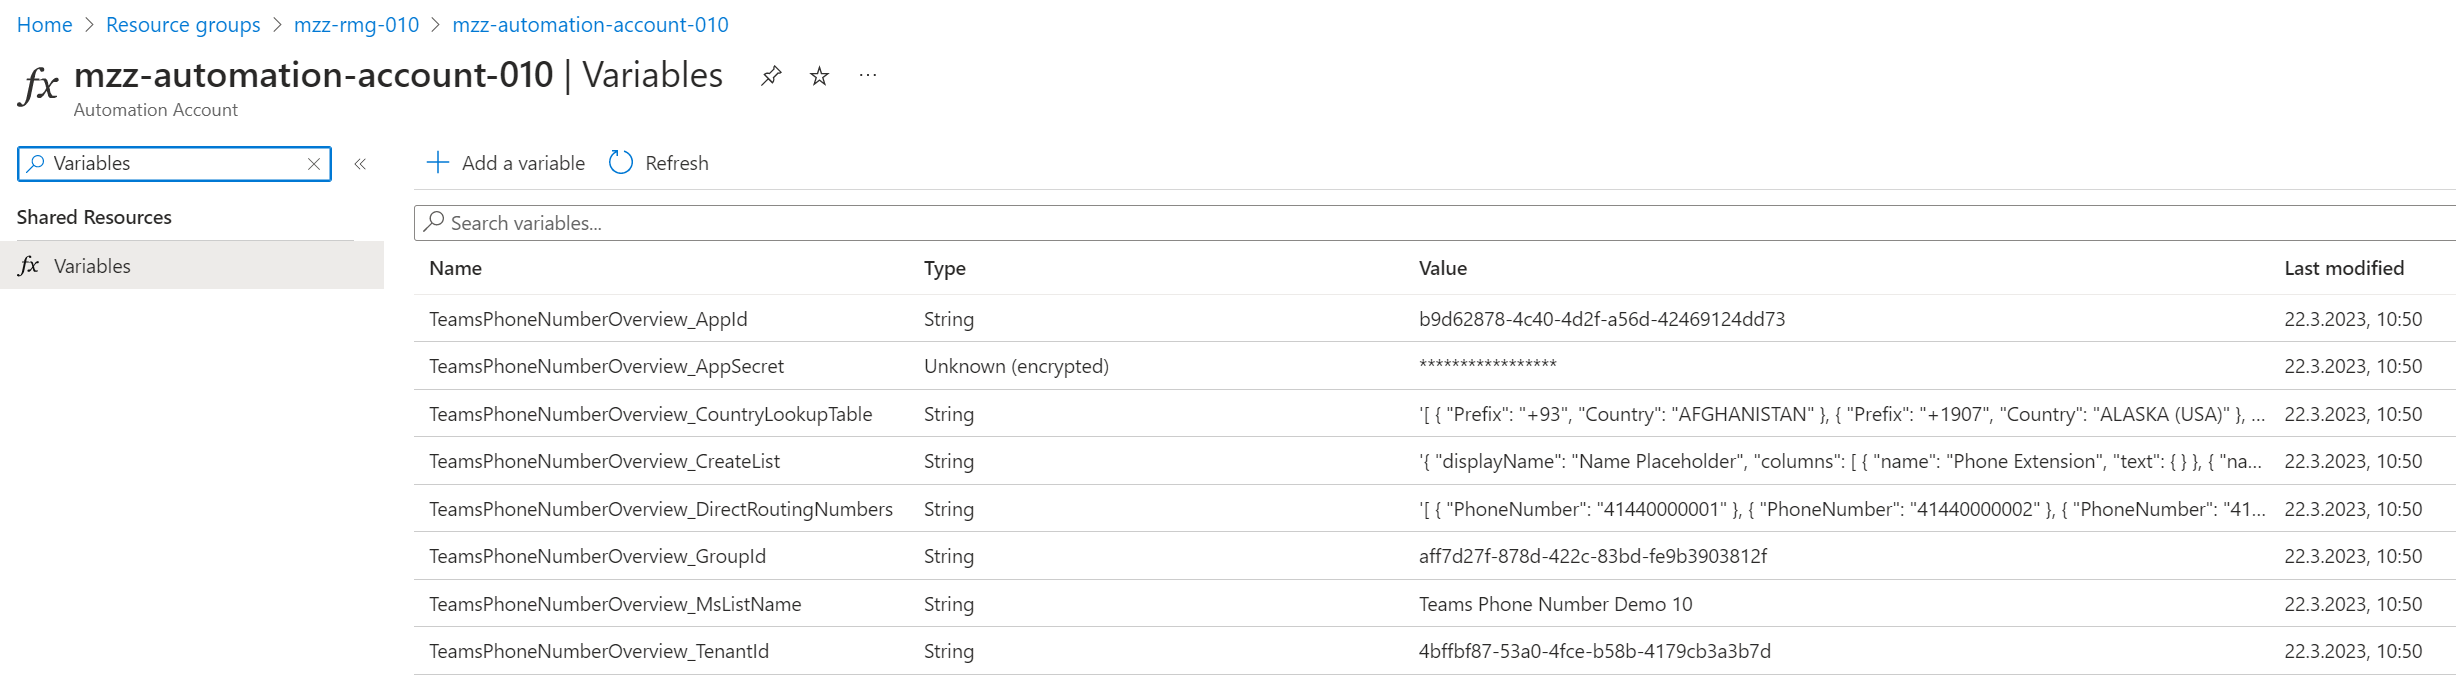 Home > Resource groups > mzz-rmg-010 > mzz-automation-account-010
fx mzz-automation-account-010 | Variables ...
Automation Account
Variables
Add a variable Refresh
Shared Resources
Search variables...
fx Variables
Name Type Value Last modified
TeamsPhoneNumberOverview_AppId String b9d62878-4c40-4d2f-a56d-42469124dd73 22.3.2023, 10:50
TeamsPhoneNumberOverview_AppSecret Unknown (encrypted) ***************** 22.3.2023, 10:50
TeamsPhoneNumberOverview_CountryLookupTable String '[ { "Prefix": "+93", "Country": "AFGHANISTAN" }, { "Prefix": "+1907", "Country": "ALASKA (USA)" }, ... 22.3.2023, 10:50
TeamsPhoneNumberOverview_CreateList String '{ "displayName": "Name Placeholder", "columns": [ { "name": "Phone Extension", "text": { } }, { "na... 22.3.2023, 10:50
TeamsPhoneNumberOverview_DirectRoutingNumbers String '[ { "PhoneNumber": "41440000001" }, { "PhoneNumber": "41440000002" }, { "PhoneNumber": "41... 22.3.2023, 10:50
TeamsPhoneNumberOverview_GroupId String aff7d27f-878d-422c-83bd-fe9b3903812f 22.3.2023, 10:50
TeamsPhoneNumberOverview_MsListName String Teams Phone Number Demo 10 22.3.2023, 10:50
TeamsPhoneNumberOverview_TenantId String 4bffbf87-53a0-4fce-b58b-4179cb3a3b7d 22.3.2023, 10:50